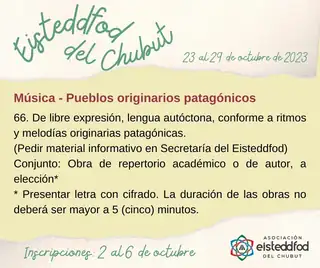 Eisteddfod
del Chubut
23 al 29 de octubre de 2023
Música - Pueblos originarios patagónicos
66. De libre expresión, lengua autóctona, conforme a ritmos
y melodías originarias patagónicas.
(Pedir material informativo en Secretaría del Eisteddfod)
Conjunto: Obra de repertorio académico o de autor, a
elección*
* Presentar letra con cifrado. La duración de las obras no
deberá ser mayor a 5 (cinco) minutos.
Inscripciones: 2 al 6 de octubre
ASOCIACIÓN
eisteddfod
DEL CHUBUT